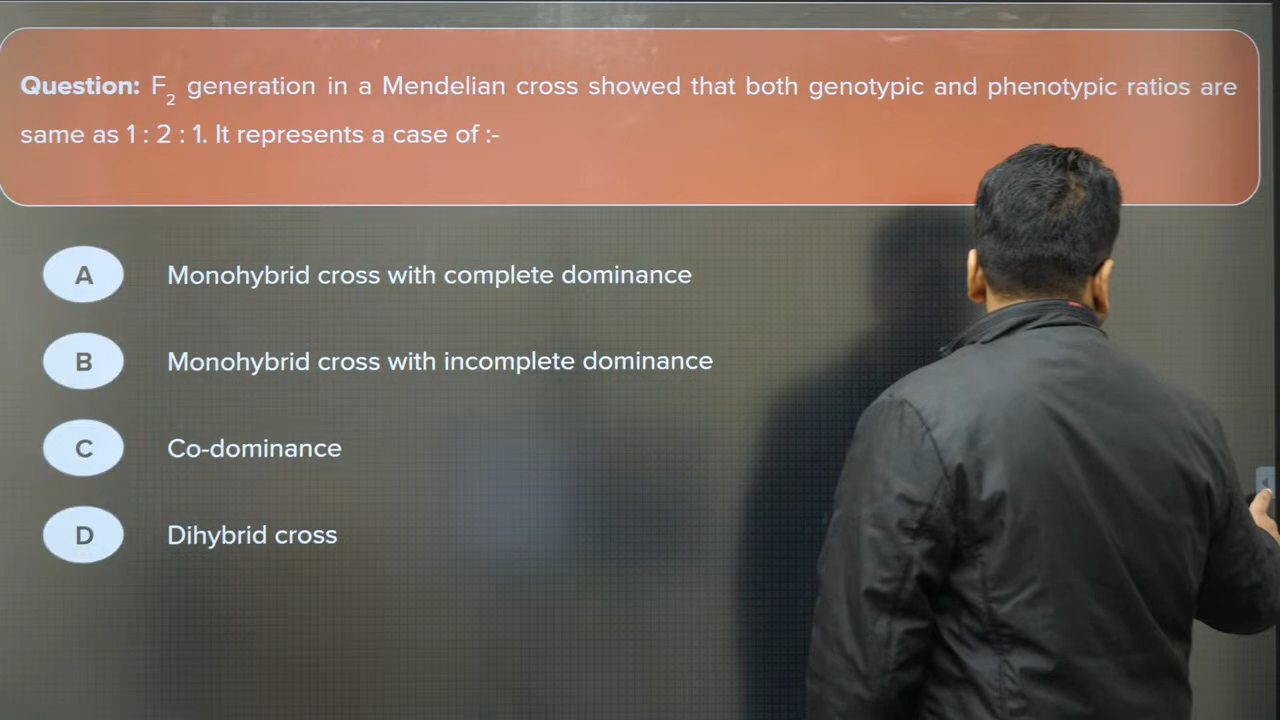 Question: F₂ generation in a Mendelian cross showed that both genotypic and phenotypic ratios are
same as 1 : 2 : 1. It represents a case of :-
A Monohybrid cross with complete dominance
B Monohybrid cross with incomplete dominance
C Co-dominance
D Dihybrid cross